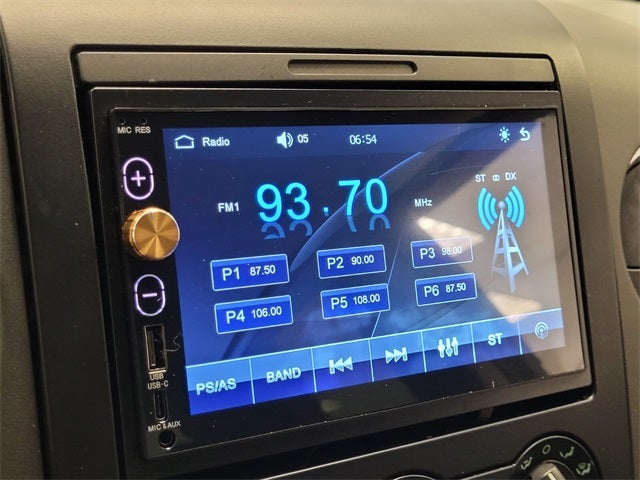 MIC RES
Radio 05 06:54
ST DX
FM1 93.70 MHz
P1 87.50 P2 90.00 P3 98.00
P4 106.00 P5 108.00 P6 87.50
PS/AS BAND ST
USB
USB-C
MIC & AUX